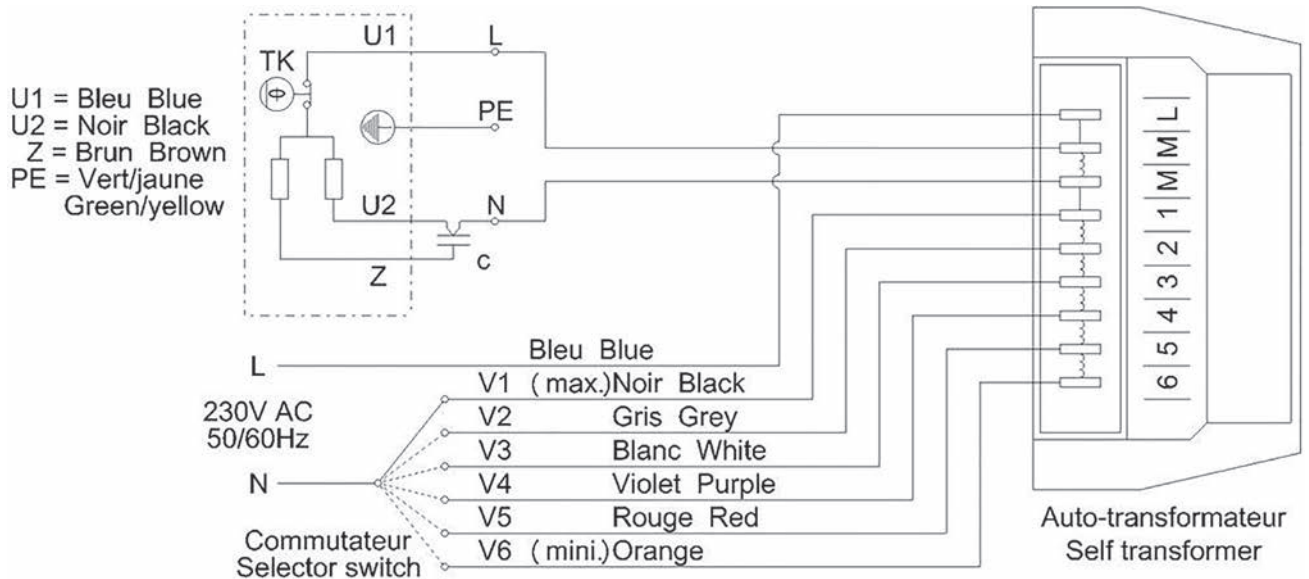 U1 = Bleu Blue
U2 = Noir Black
Z = Brun Brown
PE = Vert/jaune
Green/yellow
TK
U1
L
PE
U2
N
Z
c
L
230V AC
50/60Hz
N
Commutateur
Selector switch
Bleu Blue
V1 (max.) Noir Black
V2 Gris Grey
V3 Blanc White
V4 Violet Purple
V5 Rouge Red
V6 (mini.) Orange
L
M
M
1
2
3
4
5
6
Auto-transformateur
Self transformer